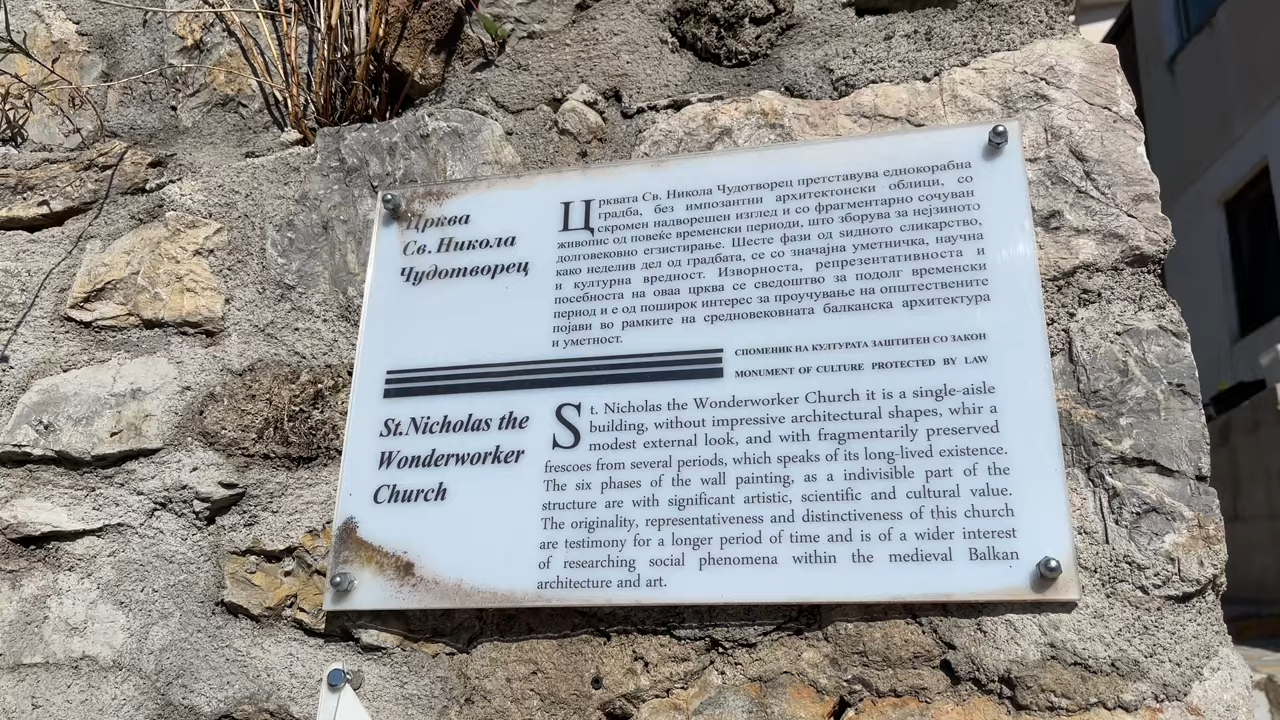 Црква
Св.Никола
Чудотворец
Црквата Св. Никола Чудотворец претставува еднокорабна
градба, без импозантни архитектонски облици, со
скромен надворешен изглед и со фрагментарно сочуван
живопис од повеќе временски периоди, што зборува за нејзиното
долговековно егзистирање. Шесте фази од ѕидното сликарство,
како неделив дел од градбата, се со значајна уметничка, научна
и културна вредност. Изворноста, репрезентативноста и
посебноста на оваа црква се сведоштво за подолг временски
период и е од поширок интерес за проучување на општествените
појави во рамките на средновековната балканска архитектура
и уметност.
СПОМЕНИК НА КУЛТУРАТА ЗАШТИТЕН СО ЗАКОН
MONUMENT OF CULTURE PROTECTED BY LAW
St.Nicholas the
Wonderworker
Church
St. Nicholas the Wonderworker Church it is a single-aisle
building, without impressive architectural shapes, whir a
modest external look, and with fragmentarily preserved
frescoes from several periods, which speaks of its long-lived existence.
The six phases of the wall painting, as a indivisible part of the
structure are with significant artistic, scientific and cultural value.
The originality, representativeness and distinctiveness of this church
are testimony for a longer period of time and is of a wider interest
of researching social phenomena within the medieval Balkan
architecture and art.